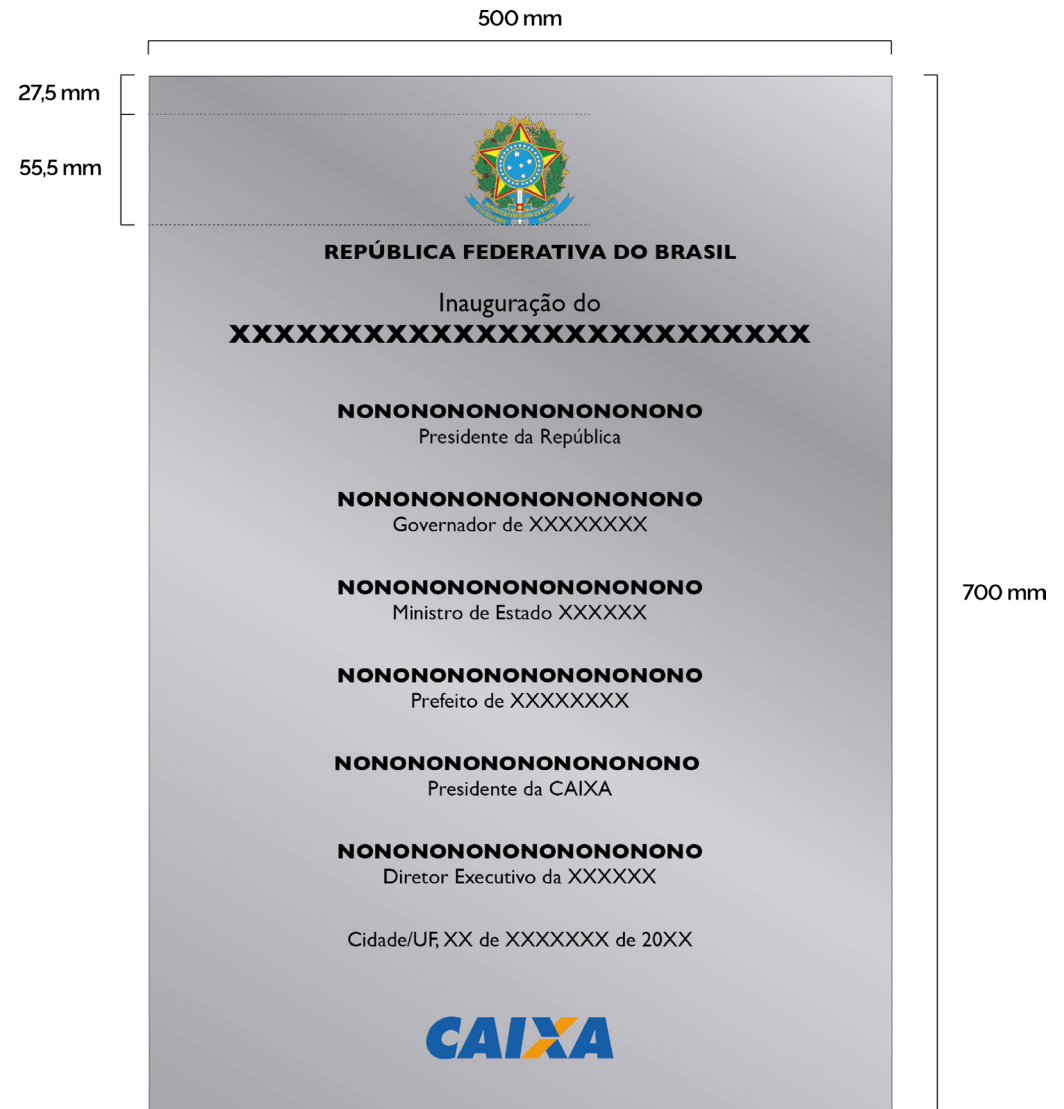 500 mm
27,5 mm
55,5 mm
REPÚBLICA FEDERATIVA DO BRASIL
Inauguração do
XXXXXXXXXXXXXXXXXXXXXXXXXX
NONONONONONONONONONO
Presidente da República
NONONONONONONONONONO
Governador de XXXXXXXX
NONONONONONONONONONO
Ministro de Estado XXXXXX
700 mm
NONONONONONONONONONO
Prefeito de XXXXXXXX
NONONONONONONONONONO
Presidente da CAIXA
NONONONONONONONONONO
Diretor Executivo da XXXXXX
Cidade/UF, XX de XXXXXXX de 20XX
CAIXA